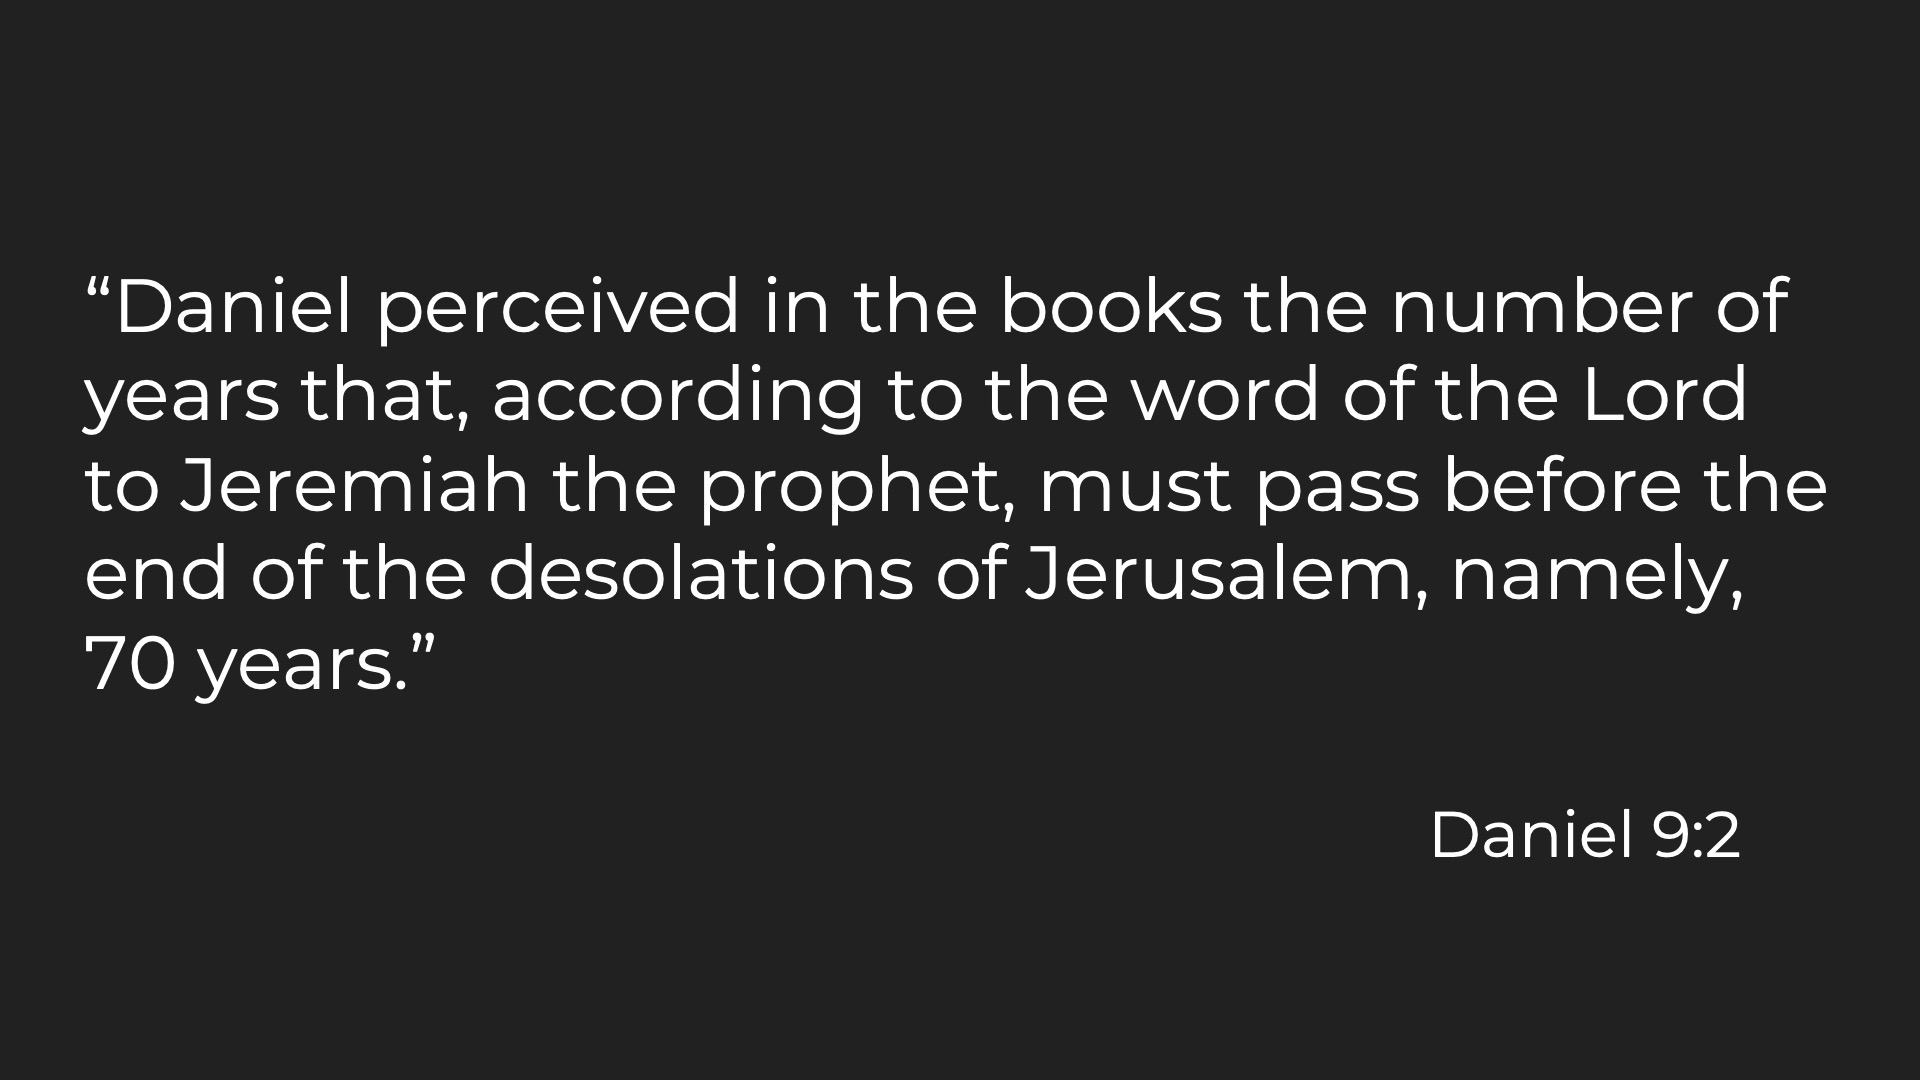 “Daniel perceived in the books the number of
years that, according to the word of the Lord
to Jeremiah the prophet, must pass before the
end of the desolations of Jerusalem, namely,
70 years.”
Daniel 9:2